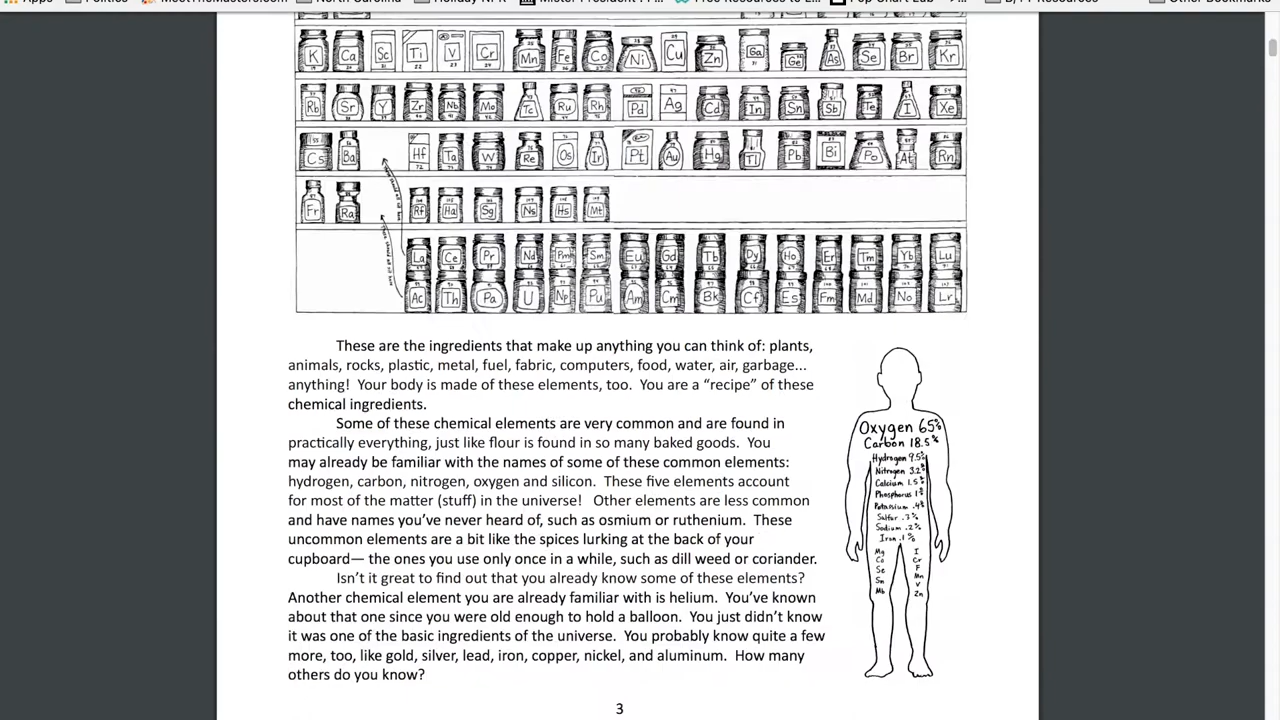 Politics
North Carolina
K Ca Sc Ti V Cr Mn Fe Co Ni Cu Zn Ga Ge As Se Br Kr
Rb Sr Y Zr Nb Mo Tc Ru Rh Pd Ag Cd In Sn Sb Te I Xe
Cs Ba Hf Ta W Re Os Ir Pt Au Hg Tl Pb Bi Po At Rn
Fr Ra Rf Ha Sg Ns Hs Mt
La Ce Pr Nd Pm Sm Eu Gd Tb Dy Ho Er Tm Yb Lu
Ac Th Pa U Np Pu Am Cm Bk Cf Es Fm Md No Lr
These are the ingredients that make up anything you can think of: plants,
animals, rocks, plastic, metal, fuel, fabric, computers, food, water, air, garbage...
anything! Your body is made of these elements, too. You are a “recipe” of these
chemical ingredients.
Some of these chemical elements are very common and are found in
practically everything, just like flour is found in so many baked goods. You
may already be familiar with the names of some of these common elements:
hydrogen, carbon, nitrogen, oxygen and silicon. These five elements account
for most of the matter (stuff) in the universe! Other elements are less common
and have names you’ve never heard of, such as osmium or ruthenium. These
uncommon elements are a bit like the spices lurking at the back of your
cupboard— the ones you use only once in a while, such as dill weed or coriander.
Isn’t it great to find out that you already know some of these elements?
Another chemical element you are already familiar with is helium. You’ve known
about that one since you were old enough to hold a balloon. You just didn’t know
it was one of the basic ingredients of the universe. You probably know quite a few
more, too, like gold, silver, lead, iron, copper, nickel, and aluminum. How many
others do you know?
Oxygen 65%
Carbon 18.5%
Hydrogen 9.5%
Nitrogen 3.2%
Calcium 1.5%
Phosphorus 1%
Potassium .4%
Sulfur .3%
Sodium .2%
Iron .1%
Mg I
Co Cr
Se F
Sn Mn
Mb V
Zn
3